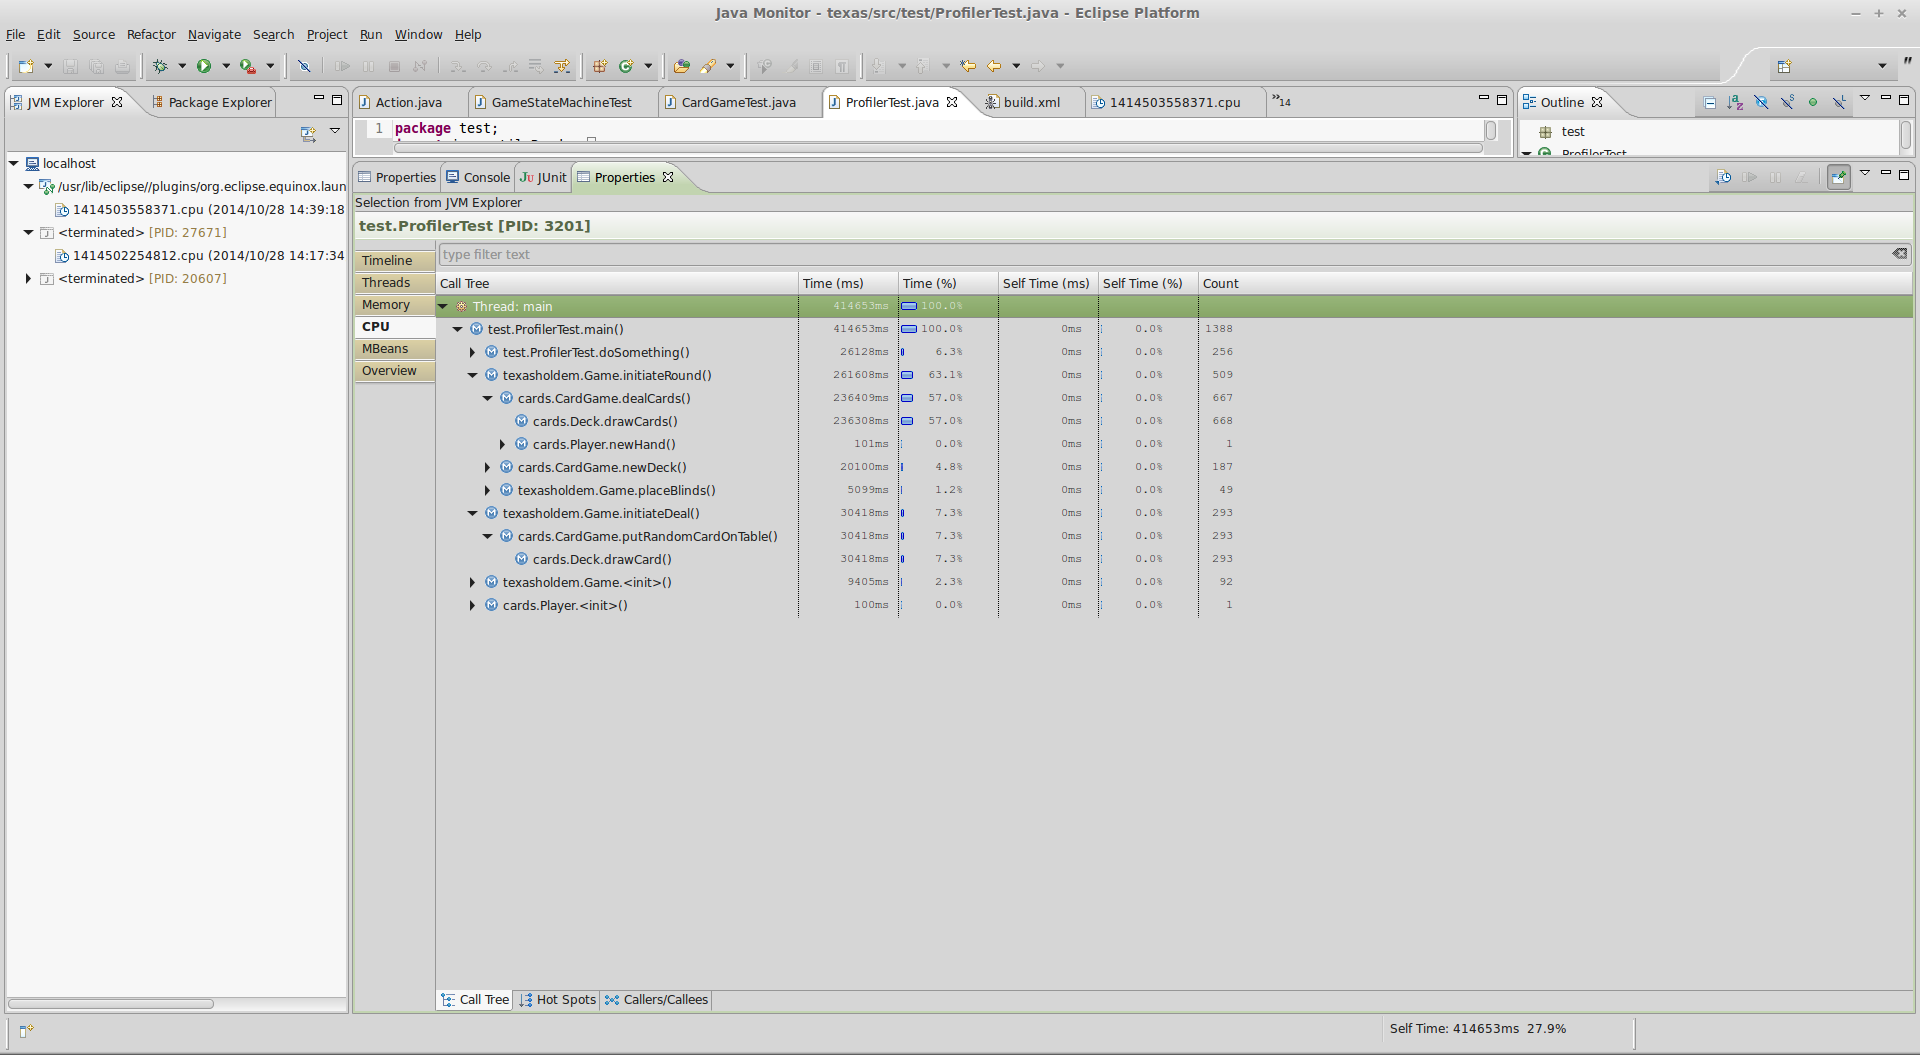 Java Monitor - texas/src/test/ProfilerTest.java - Eclipse Platform
File Edit Source Refactor Navigate Search Project Run Window Help
JVM Explorer Package Explorer
Action.java GameStateMachineTest CardGameTest.java ProfilerTest.java build.xml 1414503558371.cpu »14
Outline
1 package test;
test
ProfilerTest
localhost
/usr/lib/eclipse//plugins/org.eclipse.equinox.laun
1414503558371.cpu (2014/10/28 14:39:18
<terminated> [PID: 27671]
1414502254812.cpu (2014/10/28 14:17:34
<terminated> [PID: 20607]
Properties Console JUnit Properties
Selection from JVM Explorer
test.ProfilerTest [PID: 3201]
Timeline
Threads
Memory
CPU
MBeans
Overview
type filter text
Call Tree Time (ms) Time (%) Self Time (ms) Self Time (%) Count
Thread: main 414653ms 100.0%
test.ProfilerTest.main() 414653ms 100.0% 0ms 0.0% 1388
test.ProfilerTest.doSomething() 26128ms 6.3% 0ms 0.0% 256
texasholdem.Game.initiateRound() 261608ms 63.1% 0ms 0.0% 509
cards.CardGame.dealCards() 236409ms 57.0% 0ms 0.0% 667
cards.Deck.drawCards() 236308ms 57.0% 0ms 0.0% 668
cards.Player.newHand() 101ms 0.0% 0ms 0.0% 1
cards.CardGame.newDeck() 20100ms 4.8% 0ms 0.0% 187
texasholdem.Game.placeBlinds() 5099ms 1.2% 0ms 0.0% 49
texasholdem.Game.initiateDeal() 30418ms 7.3% 0ms 0.0% 293
cards.CardGame.putRandomCardOnTable() 30418ms 7.3% 0ms 0.0% 293
cards.Deck.drawCard() 30418ms 7.3% 0ms 0.0% 293
texasholdem.Game.<init>() 9405ms 2.3% 0ms 0.0% 92
cards.Player.<init>() 100ms 0.0% 0ms 0.0% 1
Call Tree Hot Spots Callers/Callees
Self Time: 414653ms 27.9%